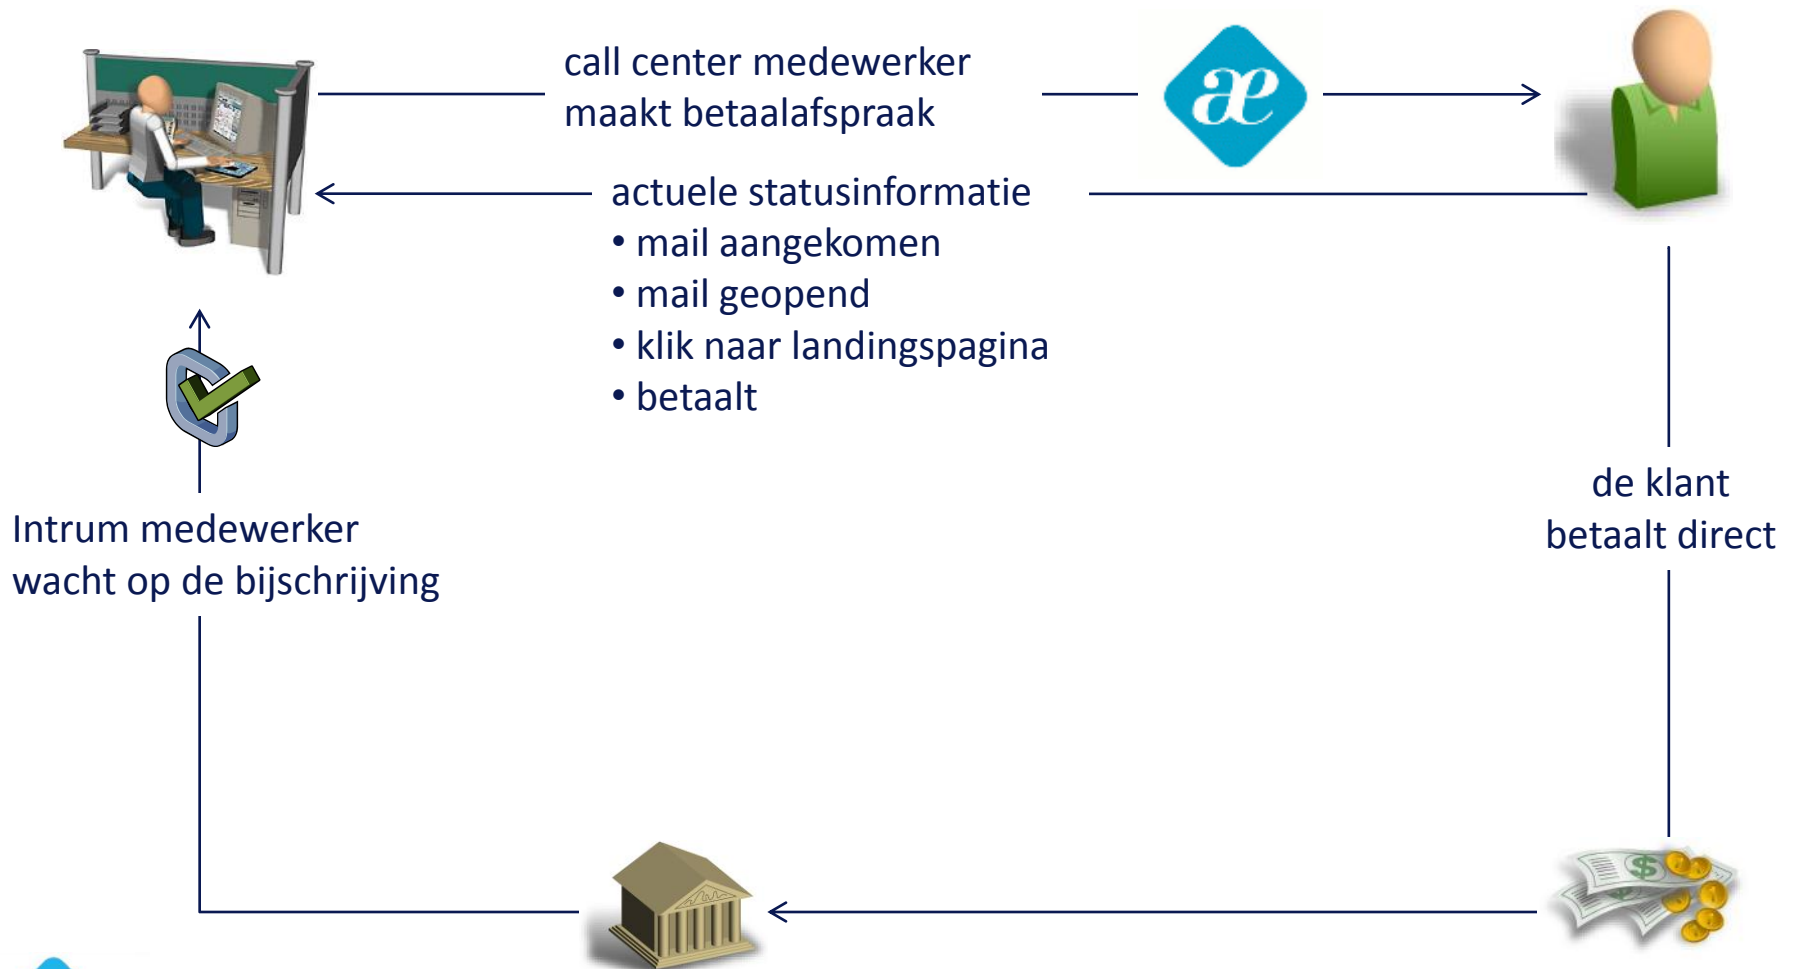 call center medewerker
maakt betaalafspraak
æ
actuele statusinformatie
• mail aangekomen
• mail geopend
• klik naar landingspagina
• betaalt
de klant
betaalt direct
Intrum medewerker
wacht op de bijschrijving